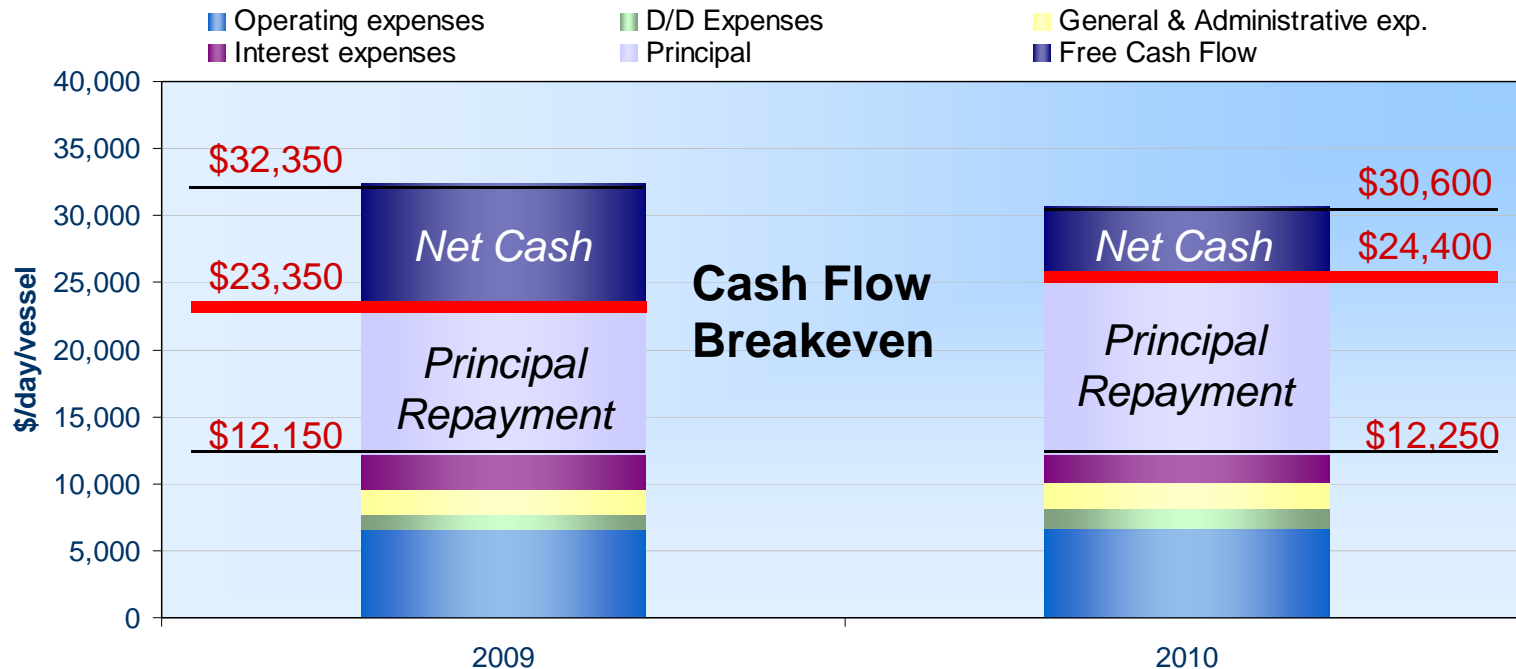 Operating expenses
D/D Expenses
General & Administrative exp.
Interest expenses
Principal
Free Cash Flow
40,000
35,000
30,000
25,000
20,000
15,000
10,000
5,000
0
$/day/vessel
$32,350
$23,350
$12,150
Net Cash
Principal
Repayment
Cash Flow
Breakeven
Net Cash
Principal
Repayment
$30,600
$24,400
$12,250
2009
2010